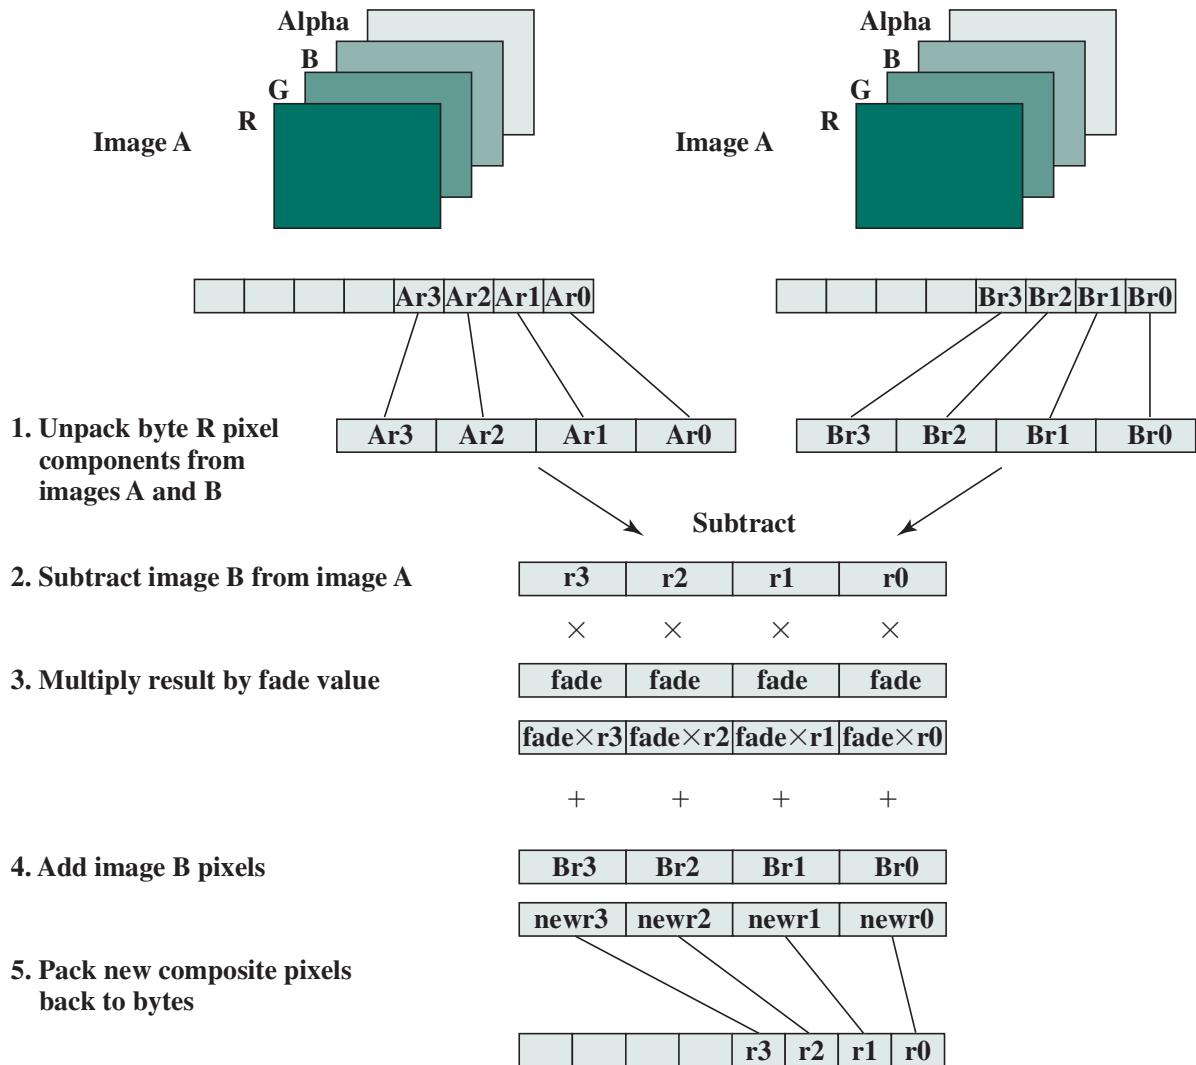 Alpha
B
G
R
Image A
Alpha
B
G
R
Image A
Ar3 Ar2 Ar1 Ar0
Br3 Br2 Br1 Br0
1. Unpack byte R pixel
components from
images A and B
Ar3 Ar2 Ar1 Ar0
Br3 Br2 Br1 Br0
Subtract
2. Subtract image B from image A
r3 r2 r1 r0
× × × ×
3. Multiply result by fade value
fade fade fade fade
fade×r3 fade×r2 fade×r1 fade×r0
+ + + +
4. Add image B pixels
Br3 Br2 Br1 Br0
newr3 newr2 newr1 newr0
5. Pack new composite pixels
back to bytes
r3 r2 r1 r0